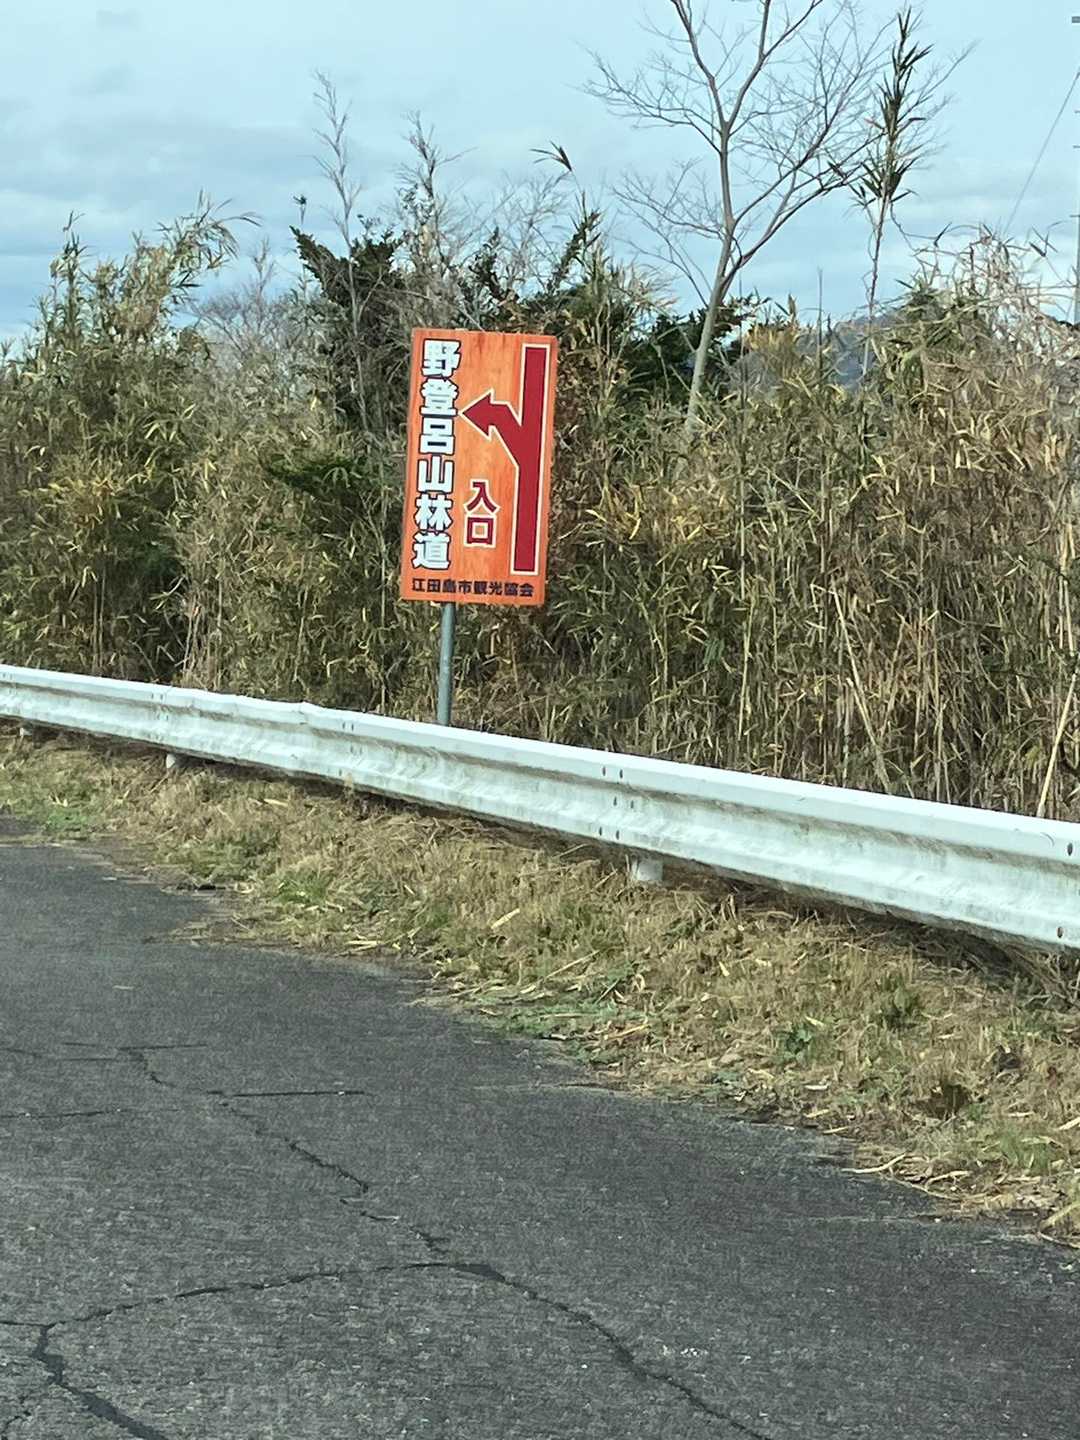 野登呂山林道
入口
江田島市観光協会